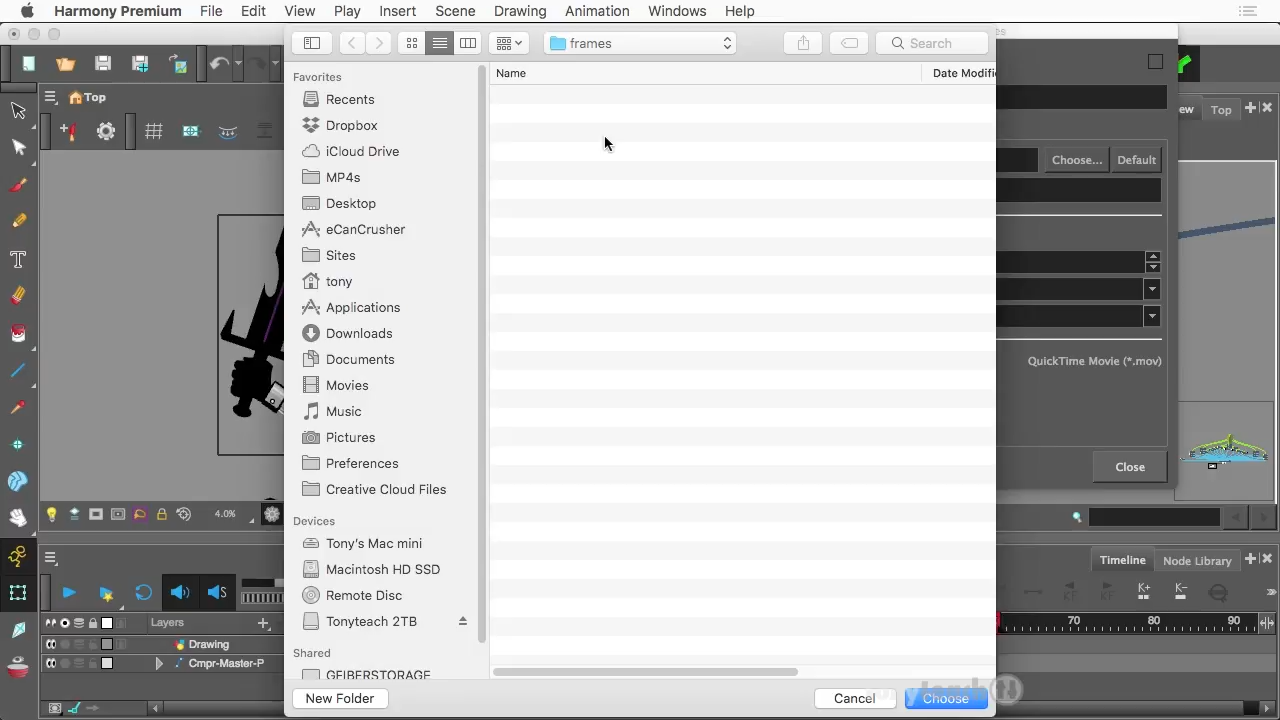 Harmony Premium File Edit View Play Insert Scene Drawing Animation Windows Help
frames
Search
Favorites
Recents
Dropbox
iCloud Drive
MP4s
Desktop
eCanCrusher
Sites
tony
Applications
Downloads
Documents
Movies
Music
Pictures
Preferences
Creative Cloud Files
Devices
Tony's Mac mini
Macintosh HD SSD
Remote Disc
Tonyteach 2TB
Shared
GEIBERSTORAGE
Name
Date Modifi
New Folder
Cancel
Choose
Top
4.0%
Layers
Drawing
Cmpr-Master-P
ew
Top
Choose...
Default
QuickTime Movie (*.mov)
Close
Timeline
Node Library
K+
K-
70 80 90